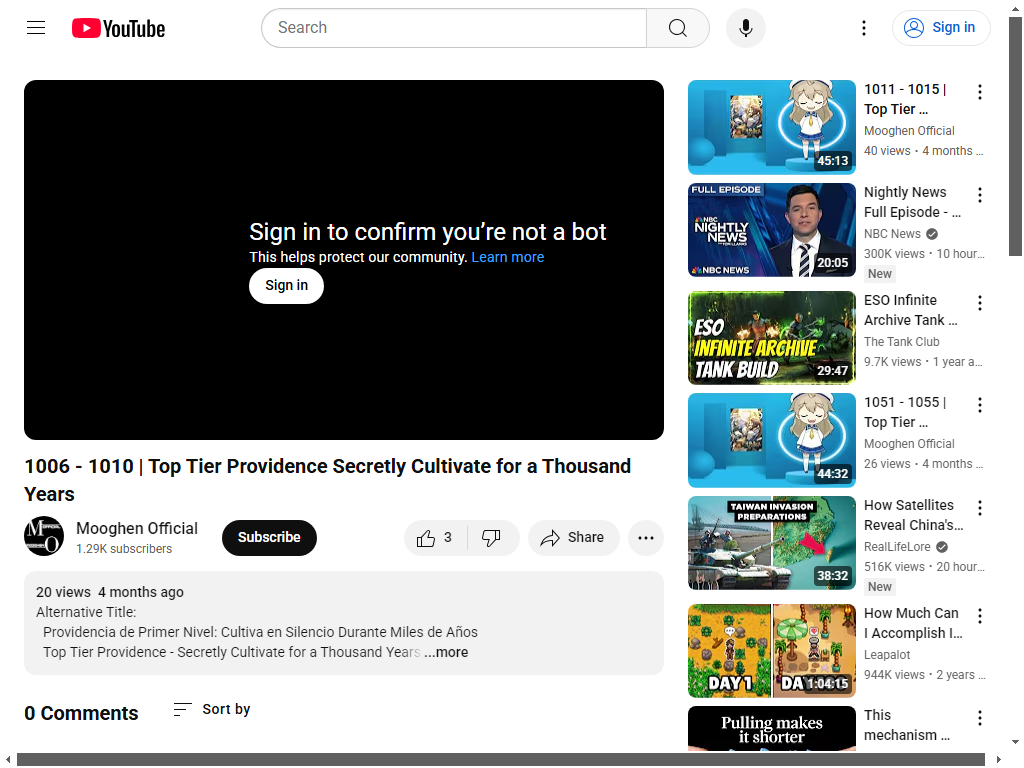 YouTube
Search
Sign in
Sign in to confirm you're not a bot
This helps protect our community. Learn more
Sign in
1006 - 1010 | Top Tier Providence Secretly Cultivate for a Thousand
Years
Mooghen Official
1.29K subscribers
Subscribe
3
Share
20 views 4 months ago
Alternative Title:
Providencia de Primer Nivel: Cultiva en Silencio Durante Miles de Años
Top Tier Providence - Secretly Cultivate for a Thousand Years ...more
0 Comments
Sort by
45:13
1011 - 1015 |
Top Tier ...
Mooghen Official
40 views • 4 months ...
FULL EPISODE
NBC
NIGHTLY
NEWS
NBC NEWS
20:05
Nightly News
Full Episode - ...
NBC News
300K views • 10 hour...
New
ESO
INFINITE ARCHIVE
TANK BUILD
29:47
ESO Infinite
Archive Tank ...
The Tank Club
9.7K views • 1 year a...
44:32
1051 - 1055 |
Top Tier ...
Mooghen Official
26 views • 4 months ...
TAIWAN INVASION
PREPARATIONS
38:32
How Satellites
Reveal China's...
RealLifeLore
516K views • 20 hour...
New
DAY 1
DA
1:04:15
How Much Can
I Accomplish I...
Leapalot
944K views • 2 years ...
Pulling makes
it shorter
This
mechanism ...